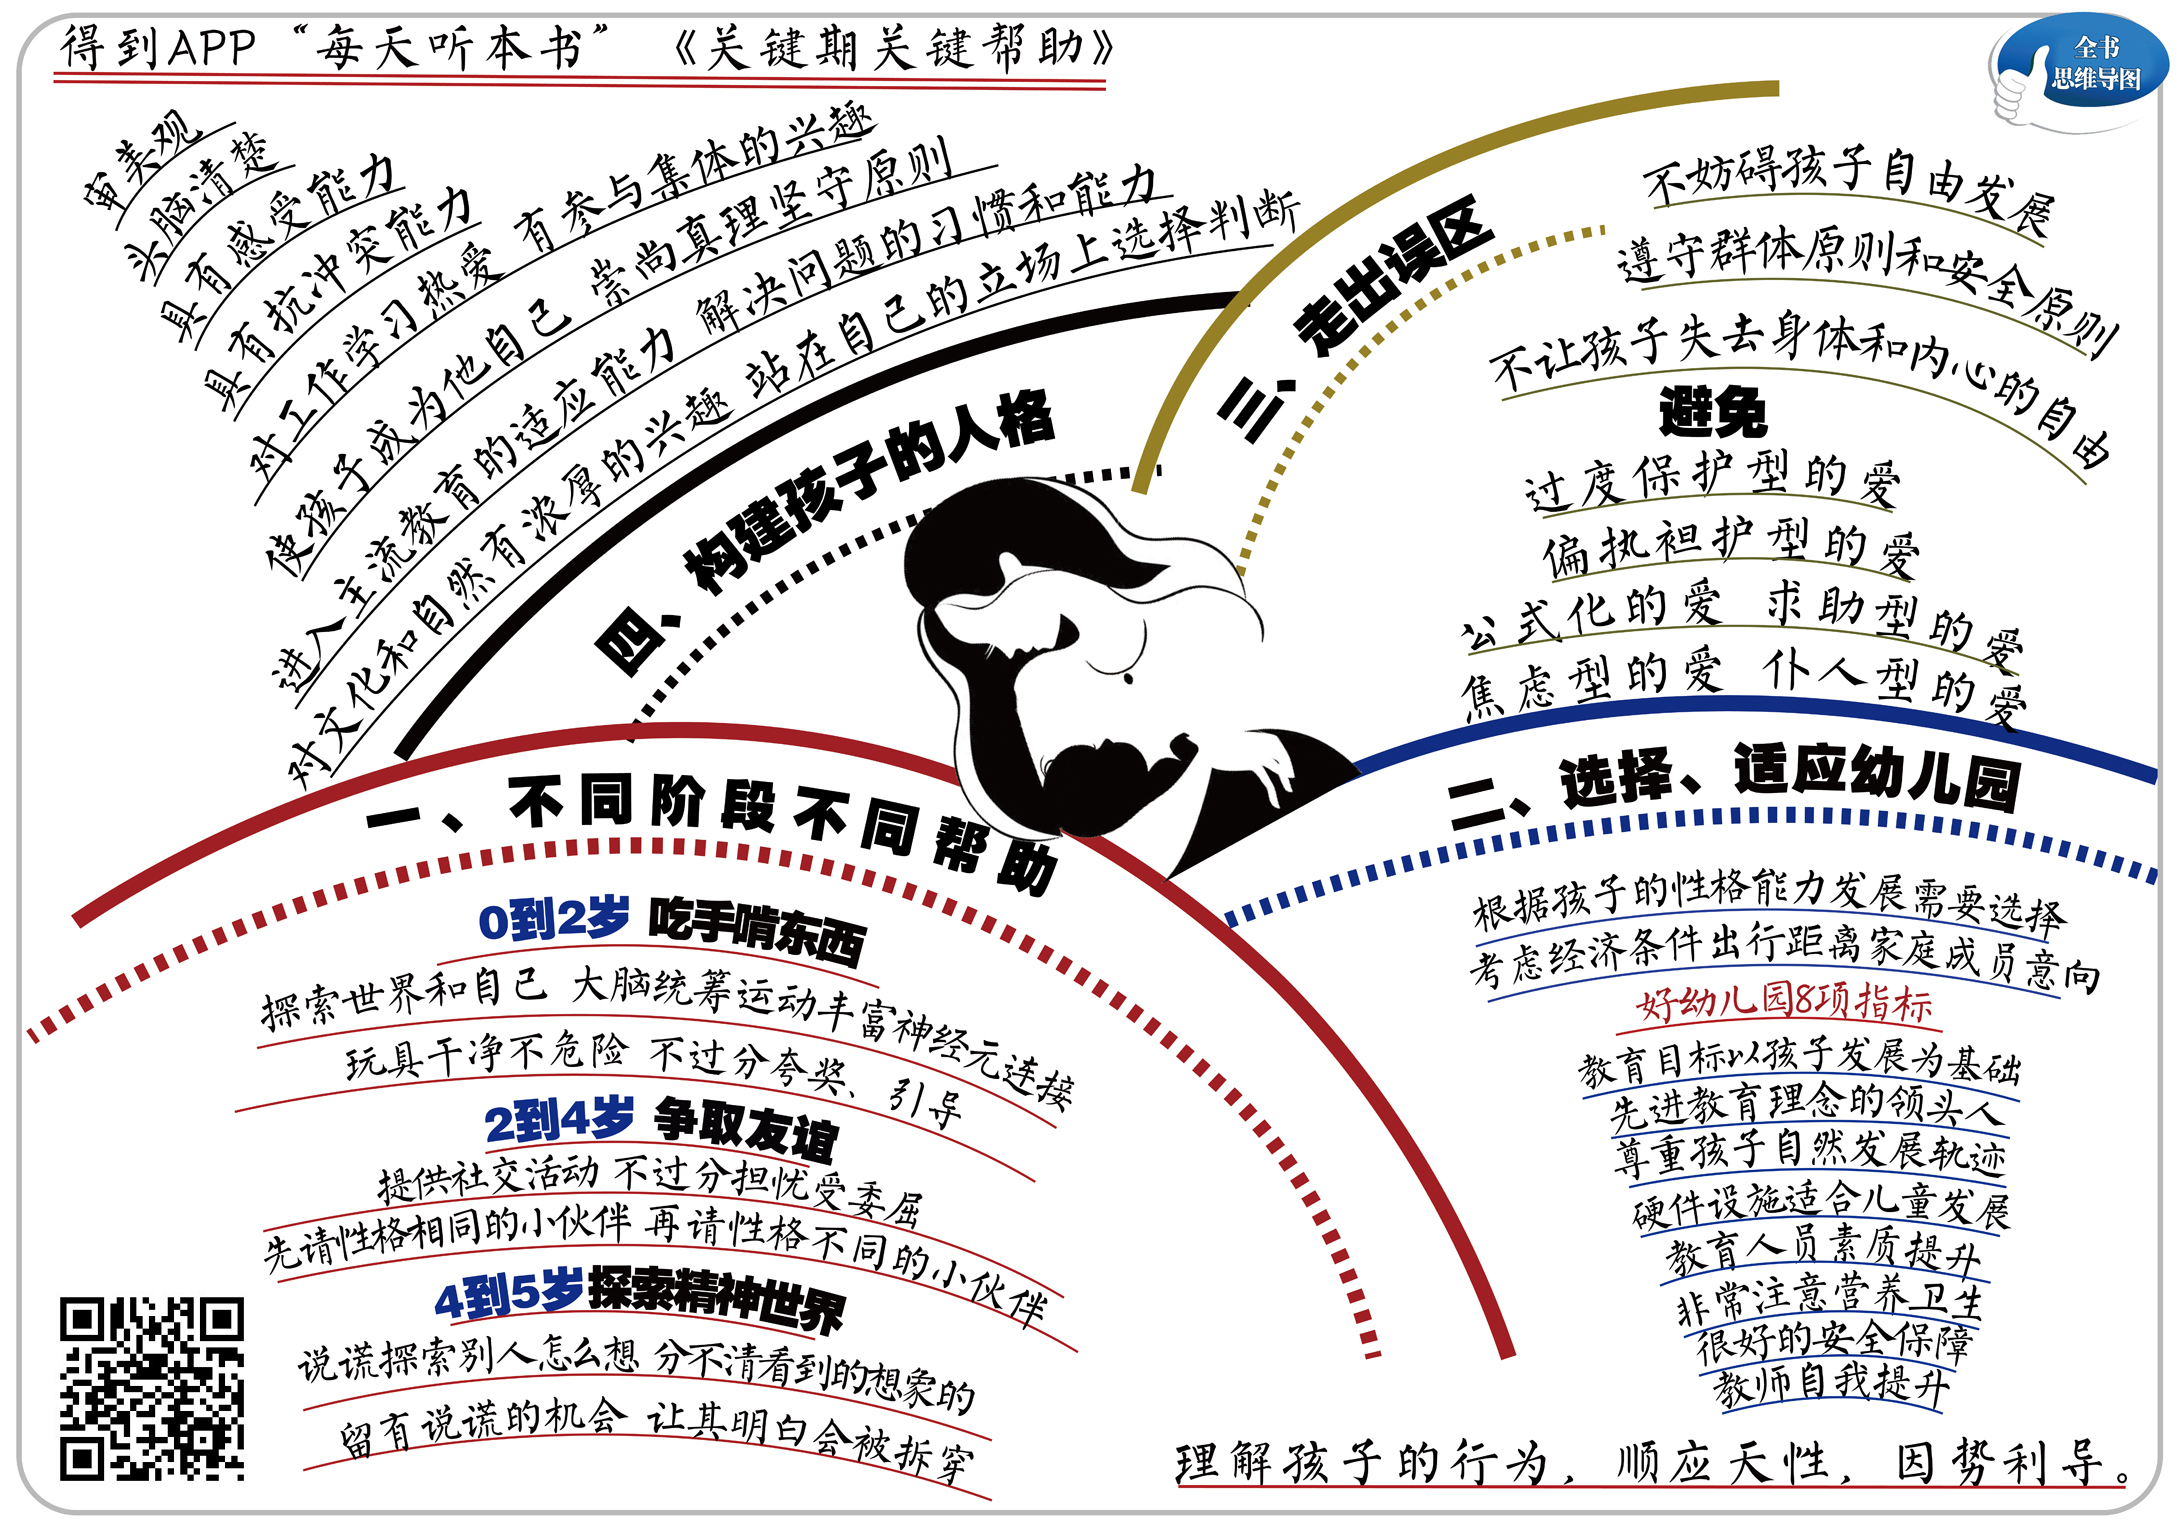 得到APP“每天听本书” 《关键期关键帮助》
全书
思维导图
一、不同阶段不同帮助
0到2岁 吃手啃东西
探索世界和自己 大脑统筹运动丰富神经元连接
玩具干净不危险 不过分夸奖、引导
2到4岁 争取友谊
提供社交活动 不过分担忧受委屈
先请性格相同的小伙伴 再请性格不同的小伙伴
4到5岁探索精神世界
说谎探索别人怎么想 分不清看到的想象的
留有说谎的机会 让其明白会被拆穿
二、选择、适应幼儿园
根据孩子的性格能力发展需要选择
考虑经济条件出行距离家庭成员意向
好幼儿园8项指标
教育目标以孩子发展为基础
先进教育理念的领头人
尊重孩子自然发展轨迹
硬件设施适合儿童发展
教育人员素质提升
非常注意营养卫生
很好的安全保障
教师自我提升
三、走出误区
不妨碍孩子自由发展
遵守群体原则和安全原则
不让孩子失去身体和内心的自由
避免
过度保护型的爱
偏执袒护型的爱
公式化的爱 求助型的爱
焦虑型的爱 仆人型的爱
四、构建孩子的人格
审美观
头脑清楚
具有感受能力
具有抗冲突能力
对工作学习热爱 有参与集体的兴趣
使孩子成为他自己 崇尚真理坚守原则
进入主流教育的适应能力 解决问题的习惯和能力
对文化和自然有浓厚的兴趣 站在自己的立场上选择判断
理解孩子的行为，顺应天性，因势利导。